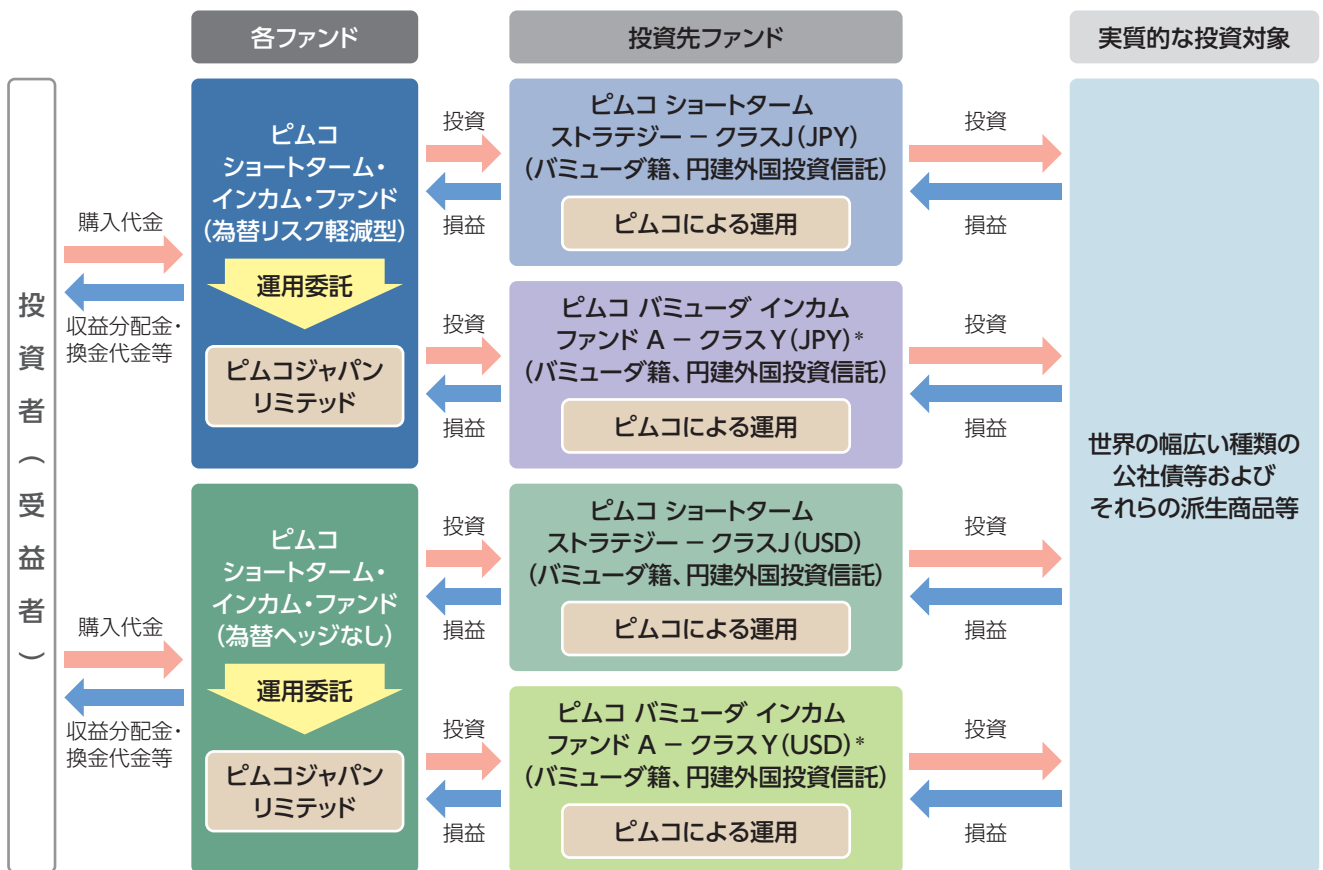 各ファンド
投資先ファンド
実質的な投資対象
投資者（受益者）
購入代金
収益分配金・
換金代金等
ピムコ
ショートターム・
インカム・ファンド
(為替リスク軽減型)
運用委託
ピムコジャパン
リミテッド
投資
損益
ピムコ ショートターム
ストラテジー − クラスJ(JPY)
(バミューダ籍、円建外国投資信託)
ピムコによる運用
投資
損益
投資
損益
ピムコ バミューダ インカム
ファンド A − クラスY(JPY)*
(バミューダ籍、円建外国投資信託)
ピムコによる運用
投資
損益
購入代金
収益分配金・
換金代金等
ピムコ
ショートターム・
インカム・ファンド
(為替ヘッジなし)
運用委託
ピムコジャパン
リミテッド
投資
損益
ピムコ ショートターム
ストラテジー − クラスJ(USD)
(バミューダ籍、円建外国投資信託)
ピムコによる運用
投資
損益
投資
損益
ピムコ バミューダ インカム
ファンド A − クラスY(USD)*
(バミューダ籍、円建外国投資信託)
ピムコによる運用
投資
損益
世界の幅広い種類の
公社債等および
それらの派生商品等